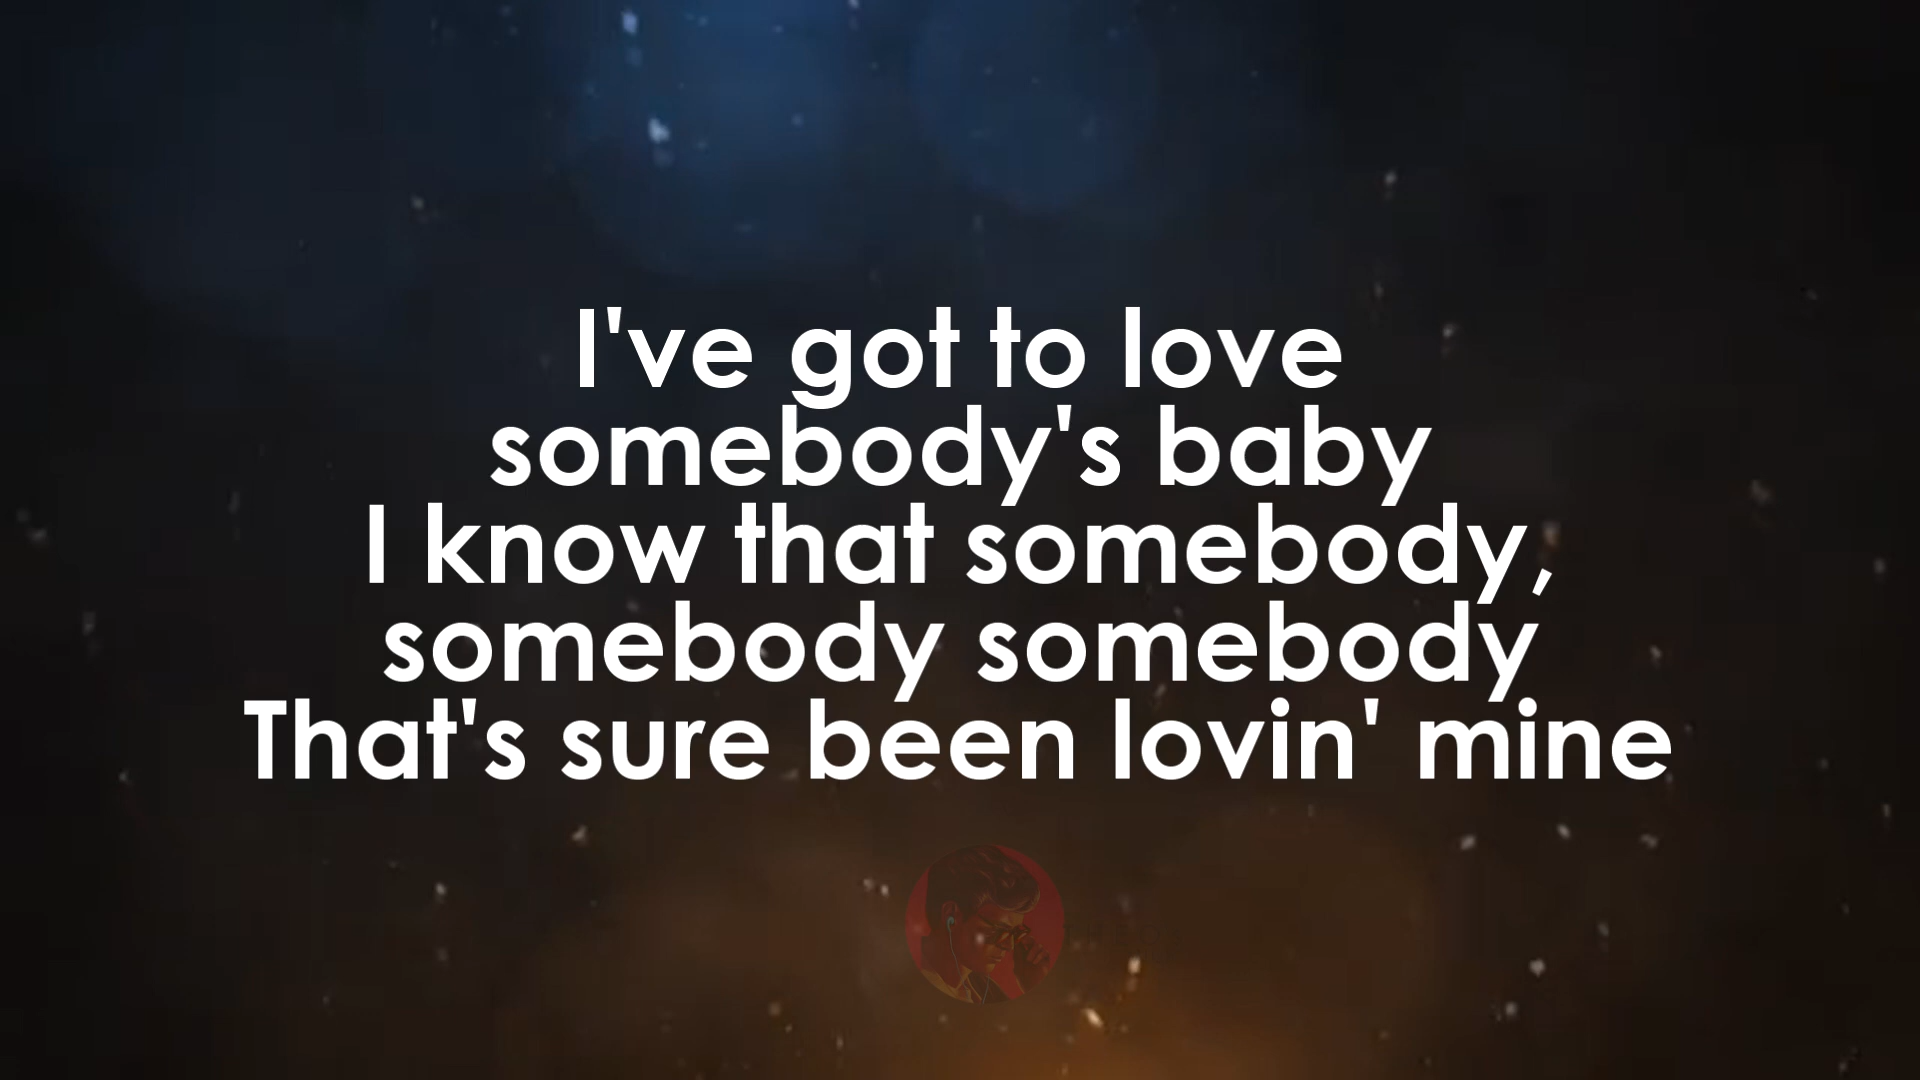 I've got to love
somebody's baby
I know that somebody,
somebody somebody
That's sure been lovin' mine